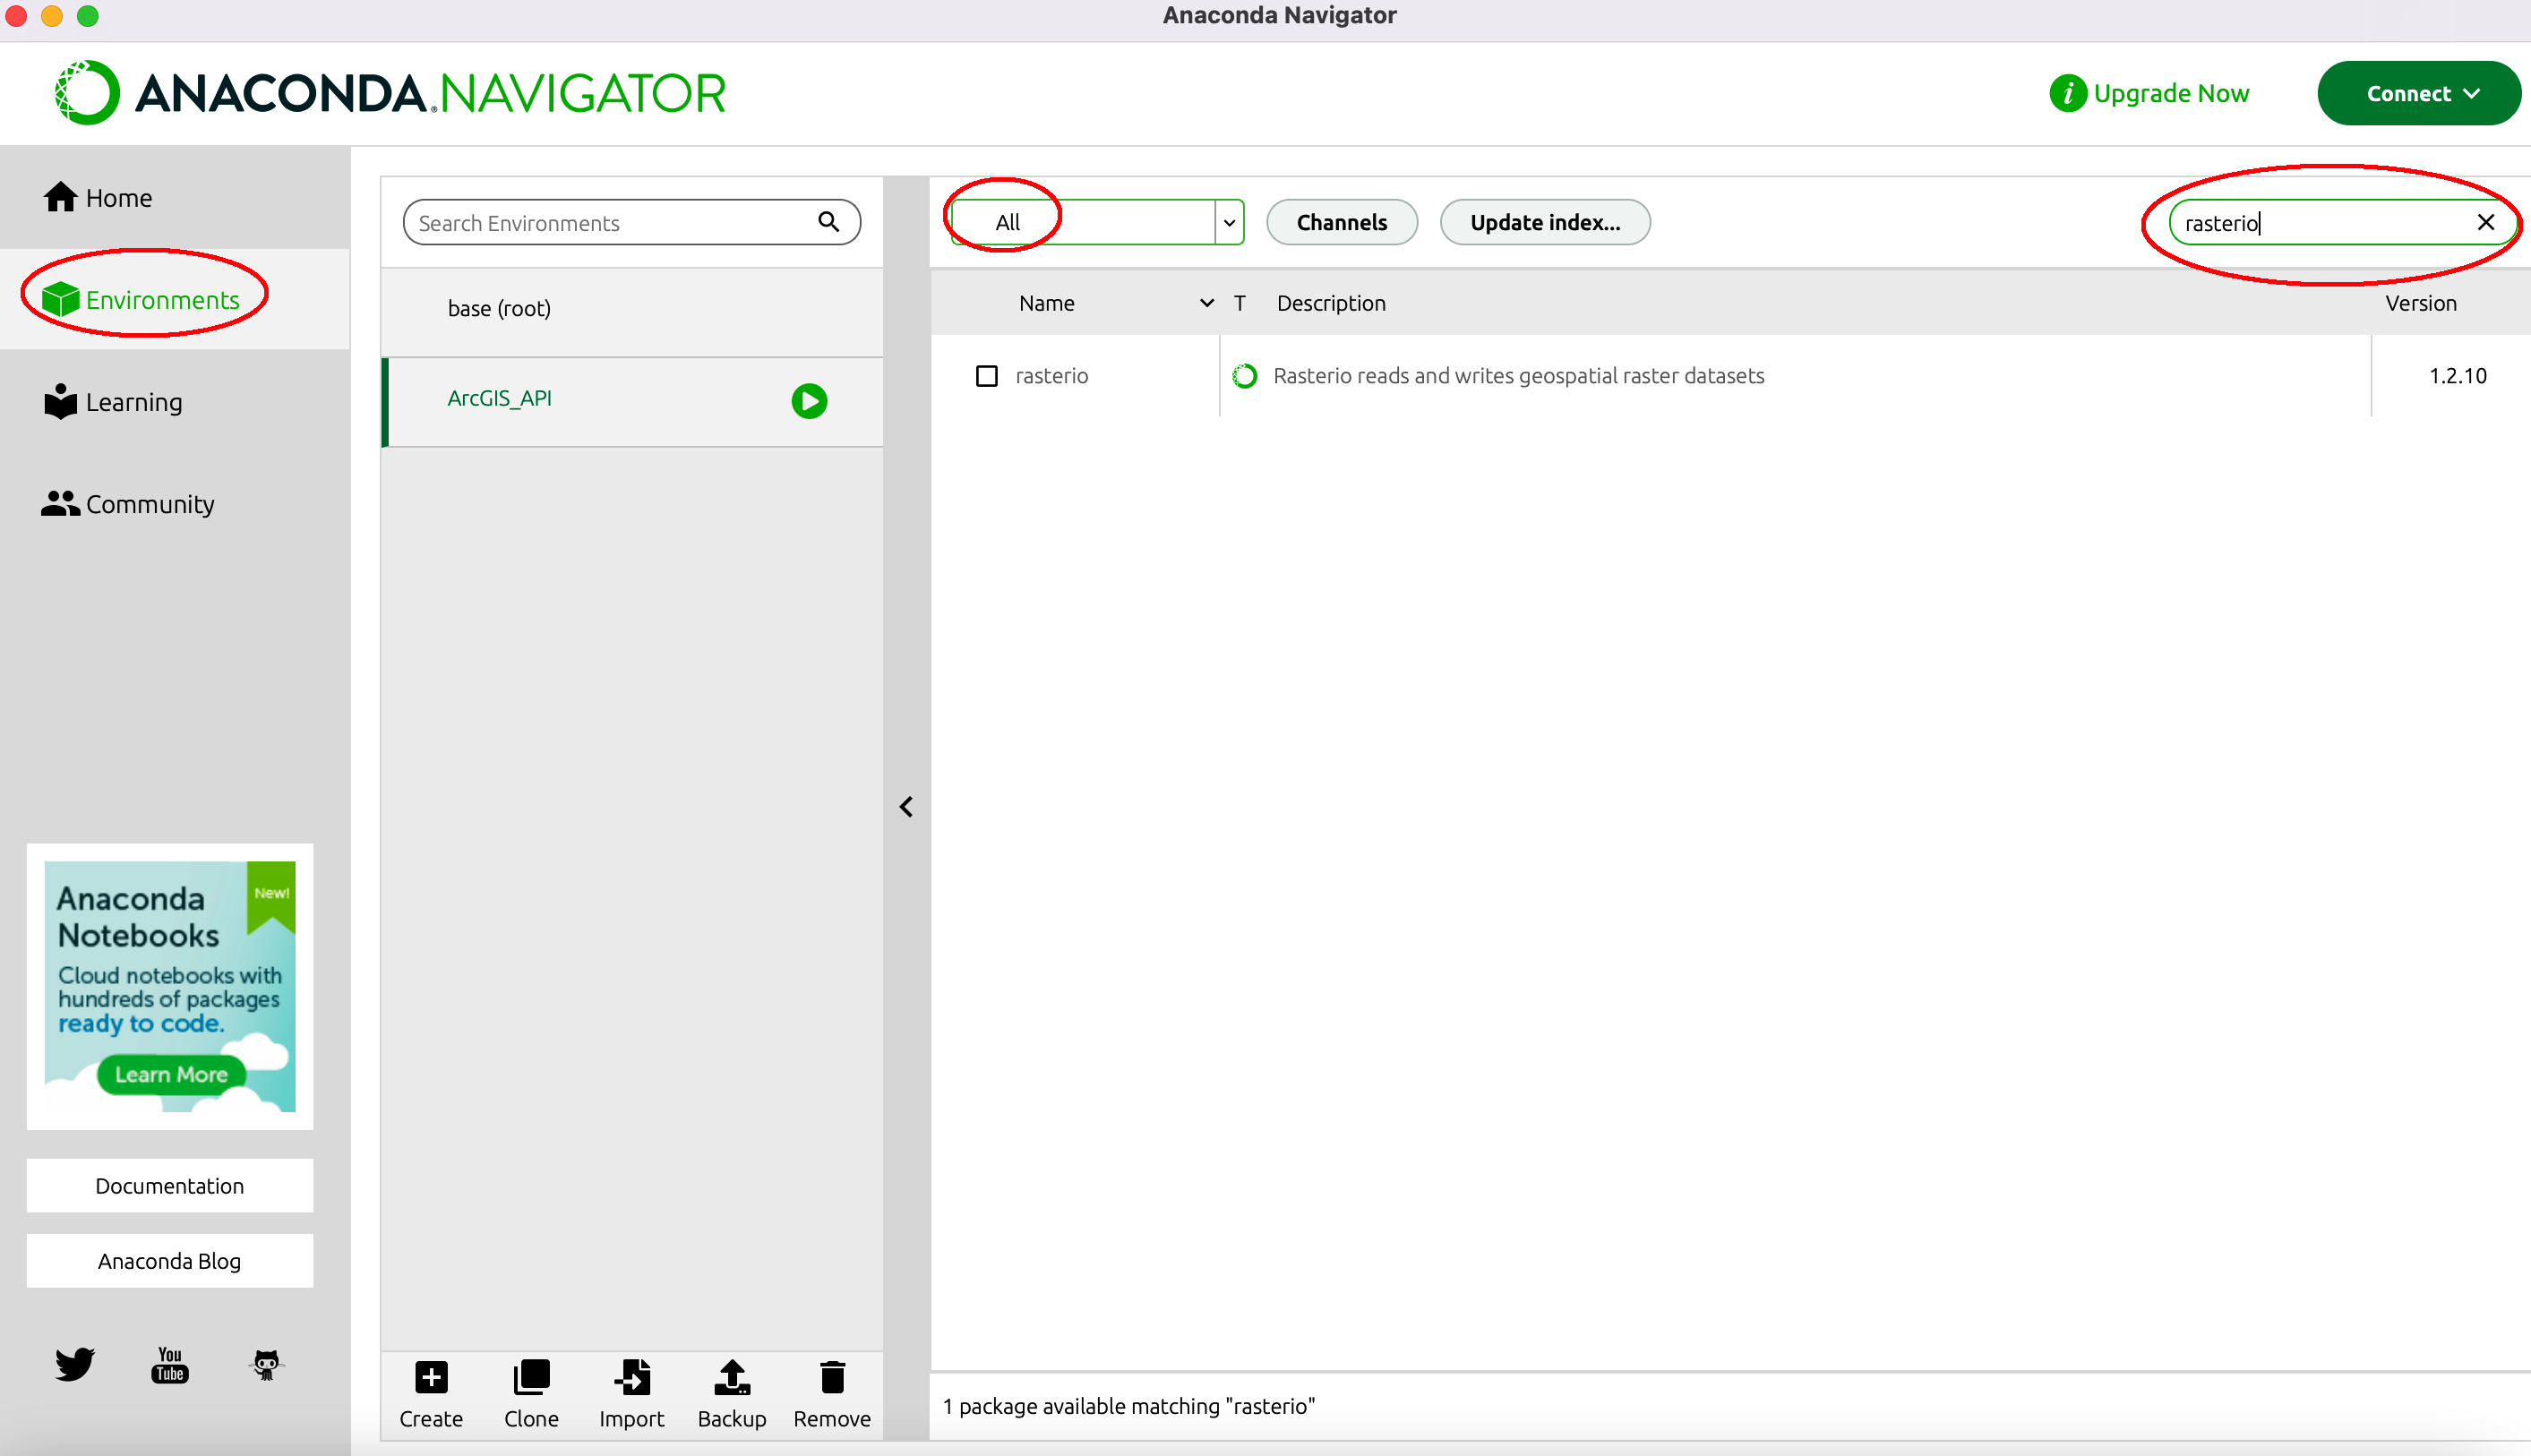 Anaconda Navigator
ANACONDA.NAVIGATOR
Upgrade Now
Connect
Home
Environments
Learning
Community
Anaconda
Notebooks
New!
Cloud notebooks with
hundreds of packages
ready to code.
Learn More
Documentation
Anaconda Blog
You
Tube
Search Environments
base (root)
ArcGIS_API
Create
Clone
Import
Backup
Remove
All
Channels
Update index...
rasterio
Name
T
Description
Version
rasterio
Rasterio reads and writes geospatial raster datasets
1.2.10
1 package available matching "rasterio"